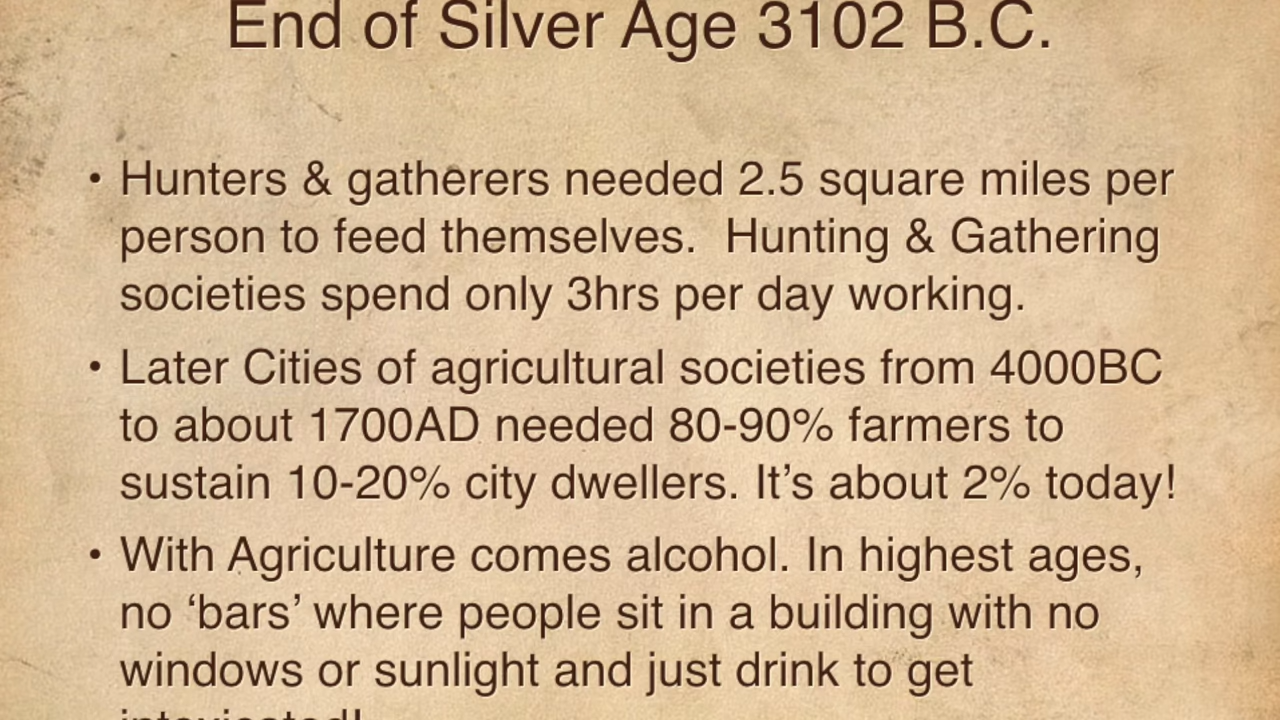 End of Silver Age 3102 B.C.
• Hunters & gatherers needed 2.5 square miles per
person to feed themselves.  Hunting & Gathering
societies spend only 3hrs per day working.
• Later Cities of agricultural societies from 4000BC
to about 1700AD needed 80-90% farmers to
sustain 10-20% city dwellers. It’s about 2% today!
• With Agriculture comes alcohol. In highest ages,
no ‘bars’ where people sit in a building with no
windows or sunlight and just drink to get
intoxicated!